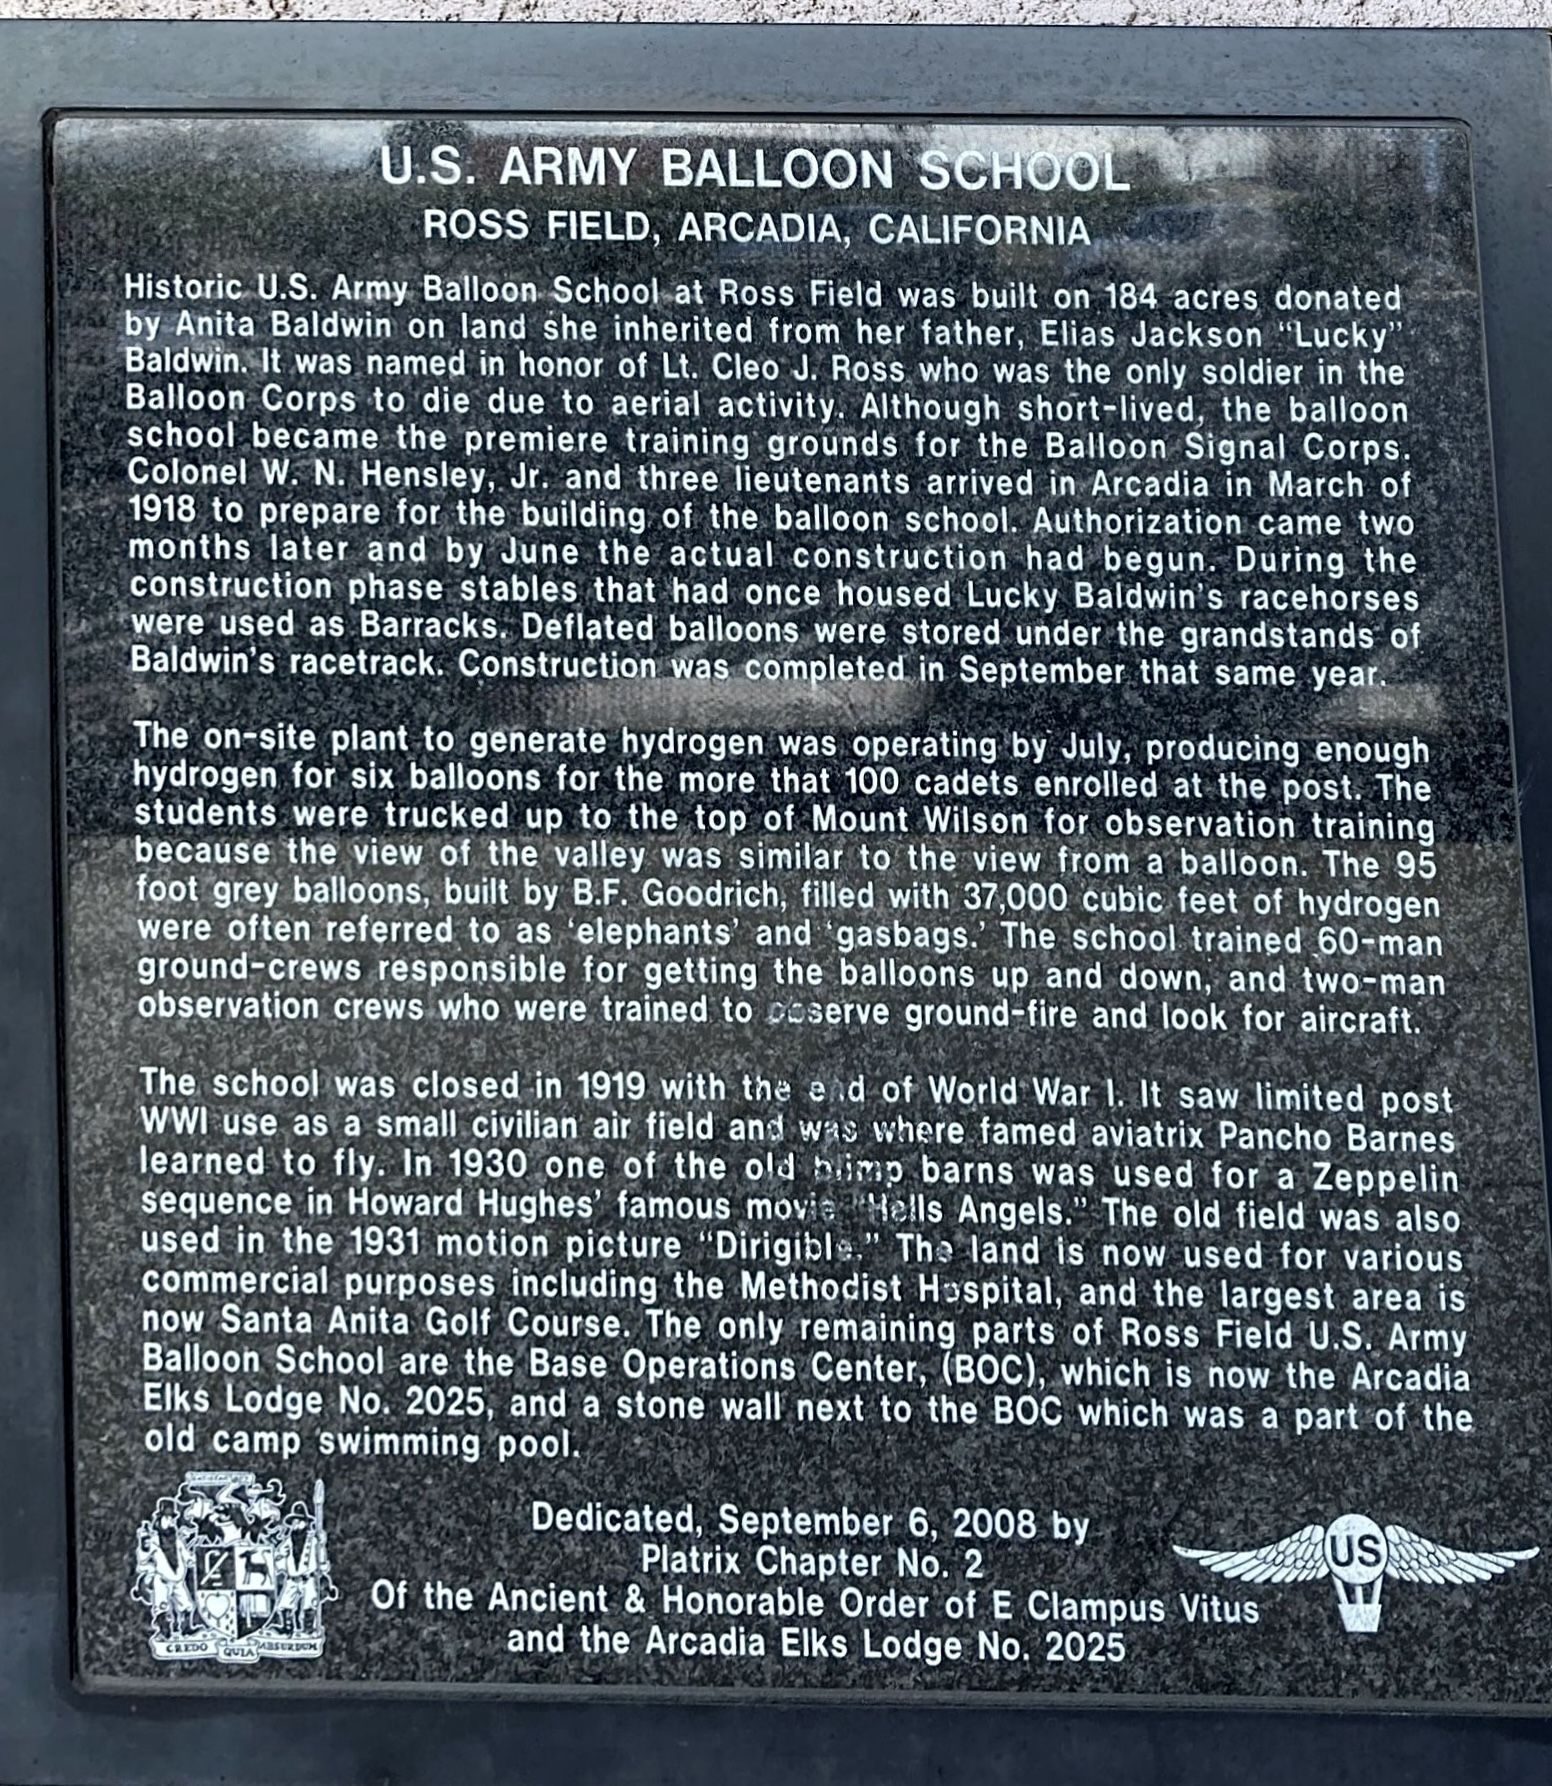 U.S. ARMY BALLOON SCHOOL
ROSS FIELD, ARCADIA, CALIFORNIA
Historic U.S. Army Balloon School at Ross Field was built on 184 acres donated
by Anita Baldwin on land she inherited from her father, Elias Jackson “Lucky”
Baldwin. It was named in honor of Lt. Cleo J. Ross who was the only soldier in the
Balloon Corps to die due to aerial activity. Although short-lived, the balloon
school became the premiere training grounds for the Balloon Signal Corps.
Colonel W. N. Hensley, Jr. and three lieutenants arrived in Arcadia in March of
1918 to prepare for the building of the balloon school. Authorization came two
months later and by June the actual construction had begun. During the
construction phase stables that had once housed Lucky Baldwin’s racehorses
were used as Barracks. Deflated balloons were stored under the grandstands of
Baldwin’s racetrack. Construction was completed in September that same year.
The on-site plant to generate hydrogen was operating by July, producing enough
hydrogen for six balloons for the more that 100 cadets enrolled at the post. The
students were trucked up to the top of Mount Wilson for observation training
because the view of the valley was similar to the view from a balloon. The 95
foot grey balloons, built by B.F. Goodrich, filled with 37,000 cubic feet of hydrogen
were often referred to as ‘elephants’ and ‘gasbags.’ The school trained 60-man
ground-crews responsible for getting the balloons up and down, and two-man
observation crews who were trained to observe ground-fire and look for aircraft.
The school was closed in 1919 with the end of World War I. It saw limited post
WWI use as a small civilian air field and was where famed aviatrix Pancho Barnes
learned to fly. In 1930 one of the old blimp barns was used for a Zeppelin
sequence in Howard Hughes’ famous movie “Hells Angels.” The old field was also
used in the 1931 motion picture “Dirigible.” The land is now used for various
commercial purposes including the Methodist Hospital, and the largest area is
now Santa Anita Golf Course. The only remaining parts of Ross Field U.S. Army
Balloon School are the Base Operations Center, (BOC), which is now the Arcadia
Elks Lodge No. 2025, and a stone wall next to the BOC which was a part of the
old camp swimming pool.
Dedicated, September 6, 2008 by
Platrix Chapter No. 2
Of the Ancient & Honorable Order of E Clampus Vitus
and the Arcadia Elks Lodge No. 2025
CREDO QUIA ABSURDUM
US